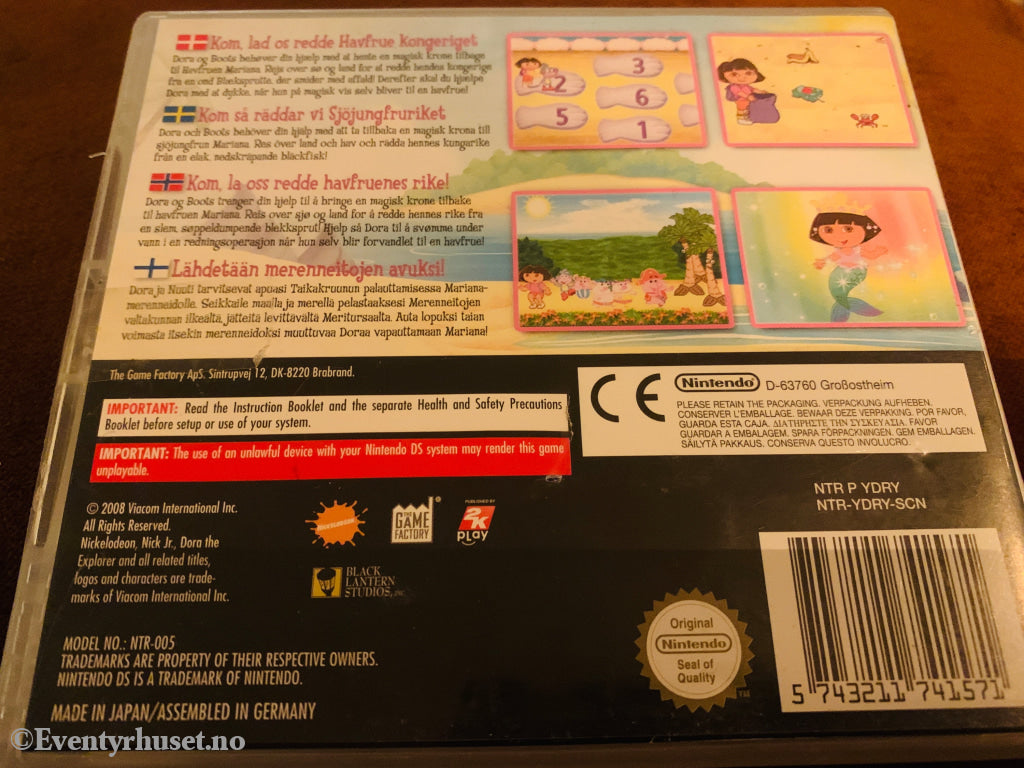 Kom, lad os redde Havfrue Kongeriget
Dora og Boots behøver din hjælp med at hente en magisk krone tilbage
til Havfruen Mariana. Rejs over sø og land for at redde hendes kongerige
fra en ond Blæksprutte, der smider med affald! Derefter skal du hjælpe
Dora med at dykke, når hun på magisk vis selv bliver til en havfrue!
Kom så räddar vi Sjöjungfruriket
Dora och Boots behöver din hjälp med att ta tillbaka en magisk krona till
sjöjungfrun Mariana. Res över land och hav och rädda hennes kungarike
från en elak, nedskräpande bläckfisk!
Kom, la oss redde havfruenes rike!
Dora og Boots trenger din hjelp til å bringe en magisk krone tilbake
til havfruen Mariana. Reis over sjø og land for å redde hennes rike fra
en slem, søppeldumpende blekksprut! Hjelp så Dora til å svømme under
vann i en redningsoperasjon når hun selv blir forvandlet til en havfrue!
Lähdetään merenneitojen avuksi!
Dora ja Nuuti tarvitsevat apuasi Taikakruunun palauttamisessa Mariana-
merenneidolle. Seikkaile maalla ja merellä pelastaaksesi Merenneitojen
valtakunnan ilkeältä, jätteitä levittävältä Meritursaalta. Auta lopuksi taian
voimasta itsekin merenneidoksi muuttuvaa Doraa vapauttamaan Mariana!
2
3
5
6
1
The Game Factory ApS. Sintrupvej 12, DK-8220 Brabrand.
IMPORTANT: Read the Instruction Booklet and the separate Health and Safety Precautions
Booklet before setup or use of your system.
IMPORTANT: The use of an unlawful device with your Nintendo DS system may render this game
unplayable.
CE Nintendo® D-63760 Großostheim
PLEASE RETAIN THE PACKAGING. VERPACKUNG AUFHEBEN.
CONSERVER L'EMBALLAGE. BEWAAR DEZE VERPAKKING. POR FAVOR,
GUARDA ESTA CAJA. ΔΙΑΤΗΡΗΣΤΕ ΤΗΝ ΣΥΣΚΕΥΑΣΙΑ. FAVOR
GUARDAR A EMBALAGEM. SPARA FÖRPACKNINGEN. GEM EMBALLAGEN.
SÄILYTÄ PAKKAUS. CONSERVA QUESTO INVOLUCRO.
NTR P YDRY
NTR-YDRY-SCN
© 2008 Viacom International Inc.
All Rights Reserved.
Nickelodeon, Nick Jr., Dora the
Explorer and all related titles,
logos and characters are trade-
marks of Viacom International Inc.
NICKELODEON
THE
GAME
FACTORY®
PUBLISHED BY
2K
play
BLACK
LANTERN
STUDIOS, INC.
MODEL NO.: NTR-005
TRADEMARKS ARE PROPERTY OF THEIR RESPECTIVE OWNERS.
NINTENDO DS IS A TRADEMARK OF NINTENDO.
MADE IN JAPAN/ASSEMBLED IN GERMANY
Original
Nintendo
Seal of
Quality
TM
5 743211 741571
©Eventyrhuset.no